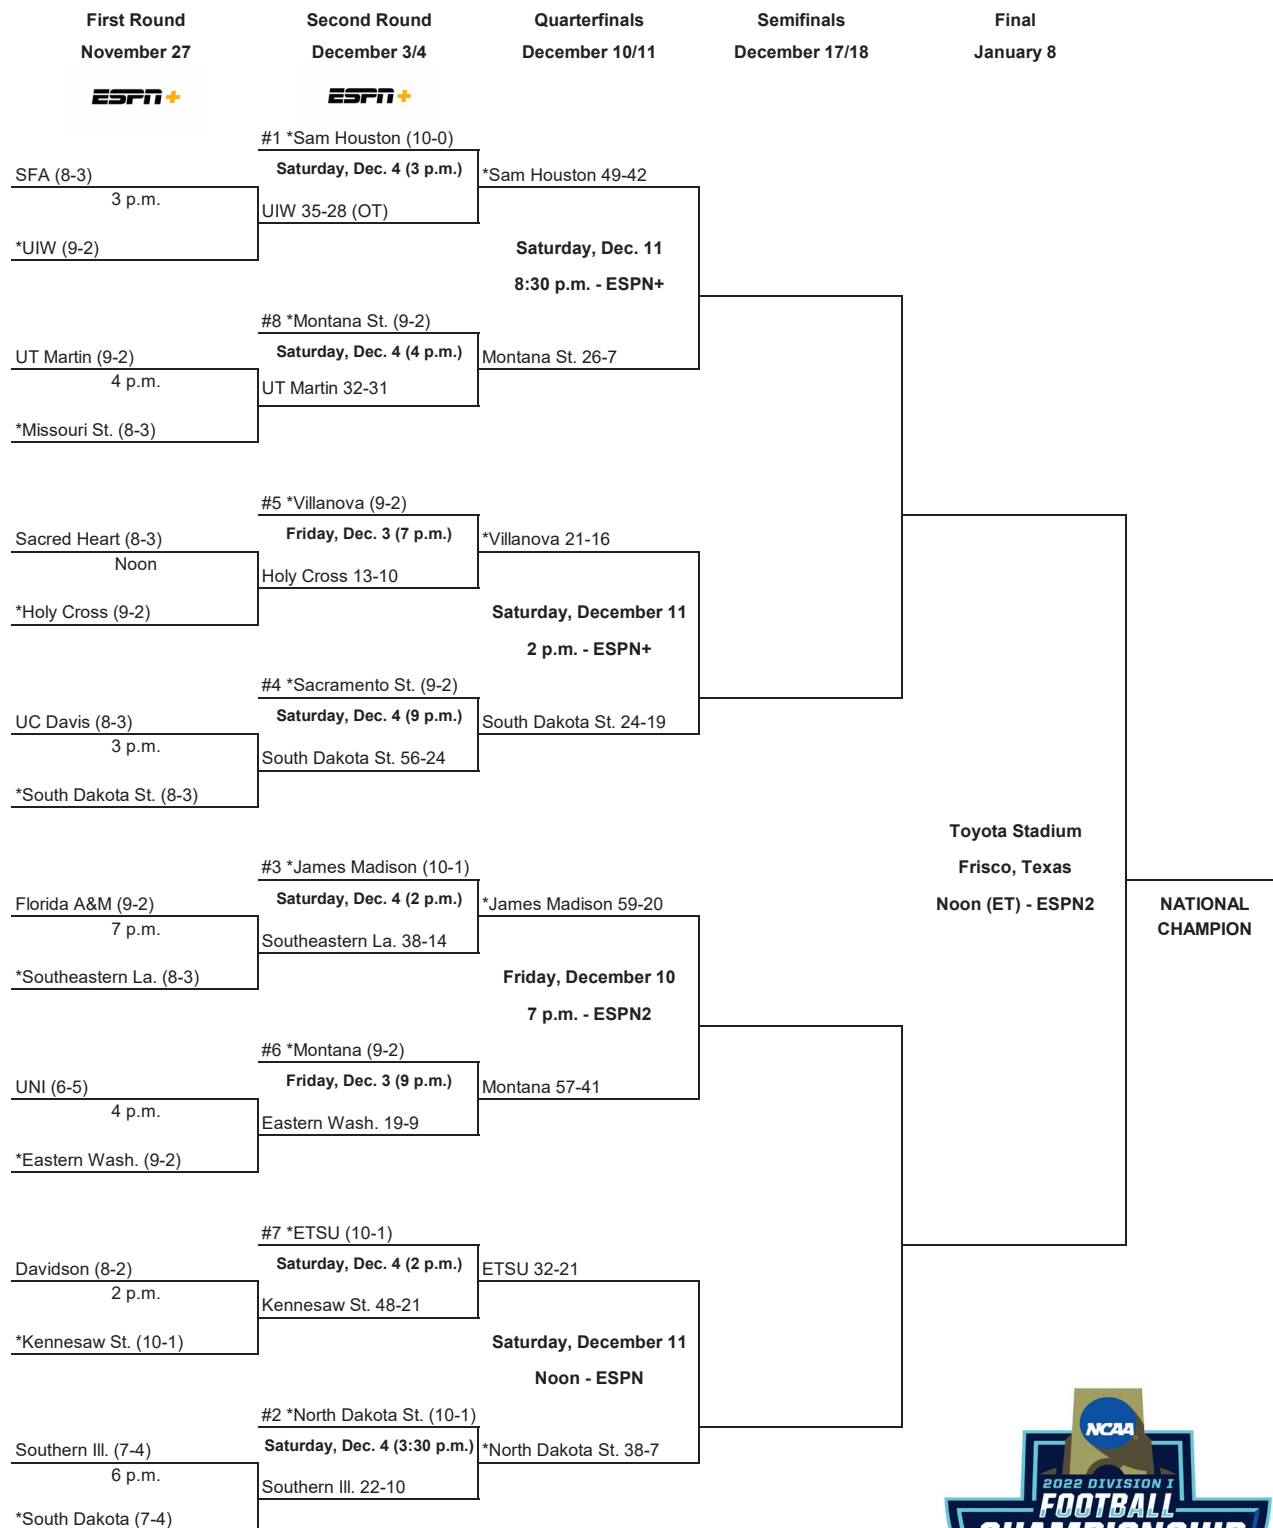 First Round
Second Round
Quarterfinals
Semifinals
Final
November 27
December 3/4
December 10/11
December 17/18
January 8
ESPN+
ESPN+
#1 *Sam Houston (10-0)
SFA (8-3)
Saturday, Dec. 4 (3 p.m.)
*Sam Houston 49-42
3 p.m.
UIW 35-28 (OT)
*UIW (9-2)
Saturday, Dec. 11
8:30 p.m. - ESPN+
#8 *Montana St. (9-2)
UT Martin (9-2)
Saturday, Dec. 4 (4 p.m.)
Montana St. 26-7
4 p.m.
UT Martin 32-31
*Missouri St. (8-3)
#5 *Villanova (9-2)
Sacred Heart (8-3)
Friday, Dec. 3 (7 p.m.)
*Villanova 21-16
Noon
Holy Cross 13-10
*Holy Cross (9-2)
Saturday, December 11
2 p.m. - ESPN+
#4 *Sacramento St. (9-2)
UC Davis (8-3)
Saturday, Dec. 4 (9 p.m.)
South Dakota St. 24-19
3 p.m.
South Dakota St. 56-24
*South Dakota St. (8-3)
Toyota Stadium
Frisco, Texas
Noon (ET) - ESPN2
NATIONAL
CHAMPION
#3 *James Madison (10-1)
Florida A&M (9-2)
Saturday, Dec. 4 (2 p.m.)
*James Madison 59-20
7 p.m.
Southeastern La. 38-14
*Southeastern La. (8-3)
Friday, December 10
7 p.m. - ESPN2
#6 *Montana (9-2)
UNI (6-5)
Friday, Dec. 3 (9 p.m.)
Montana 57-41
4 p.m.
Eastern Wash. 19-9
*Eastern Wash. (9-2)
#7 *ETSU (10-1)
Davidson (8-2)
Saturday, Dec. 4 (2 p.m.)
ETSU 32-21
2 p.m.
Kennesaw St. 48-21
*Kennesaw St. (10-1)
Saturday, December 11
Noon - ESPN
#2 *North Dakota St. (10-1)
Southern Ill. (7-4)
Saturday, Dec. 4 (3:30 p.m.)
*North Dakota St. 38-7
6 p.m.
Southern Ill. 22-10
*South Dakota (7-4)
NCAA
2022 DIVISION I
FOOTBALL
CHAMPIONSHIP